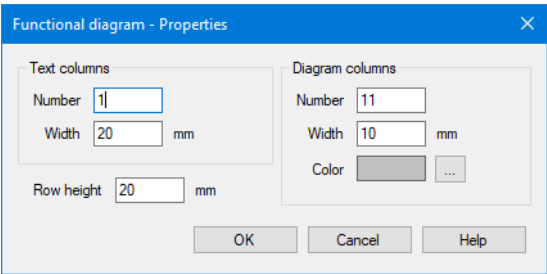 Functional diagram - Properties
Text columns
Number 1
Width 20 mm
Row height 20 mm
Diagram columns
Number 11
Width 10 mm
Color ...
OK Cancel Help